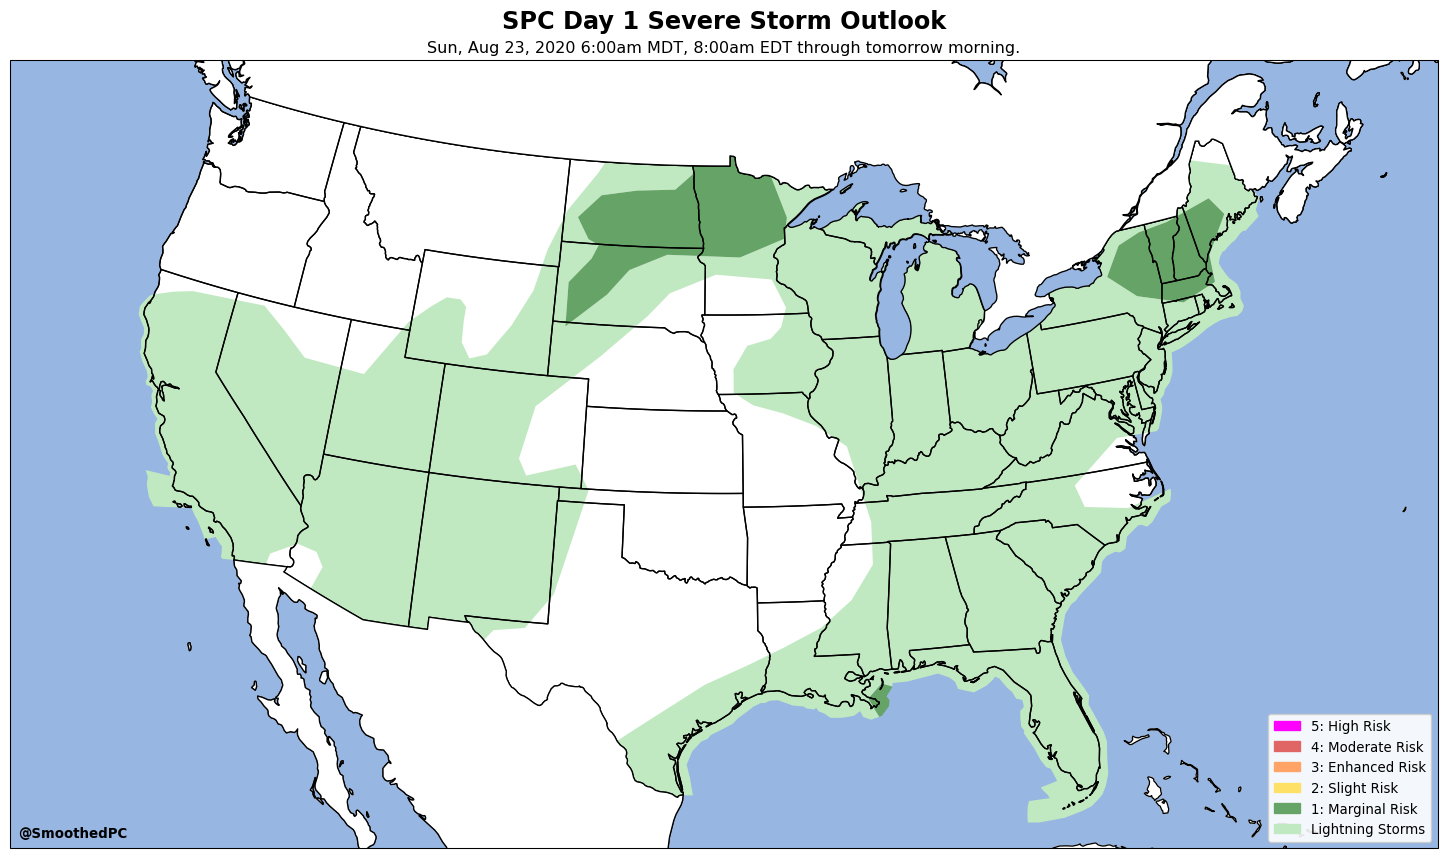 SPC Day 1 Severe Storm Outlook
Sun, Aug 23, 2020 6:00am MDT, 8:00am EDT through tomorrow morning.
5: High Risk
4: Moderate Risk
3: Enhanced Risk
2: Slight Risk
1: Marginal Risk
Lightning Storms
@SmoothedPC